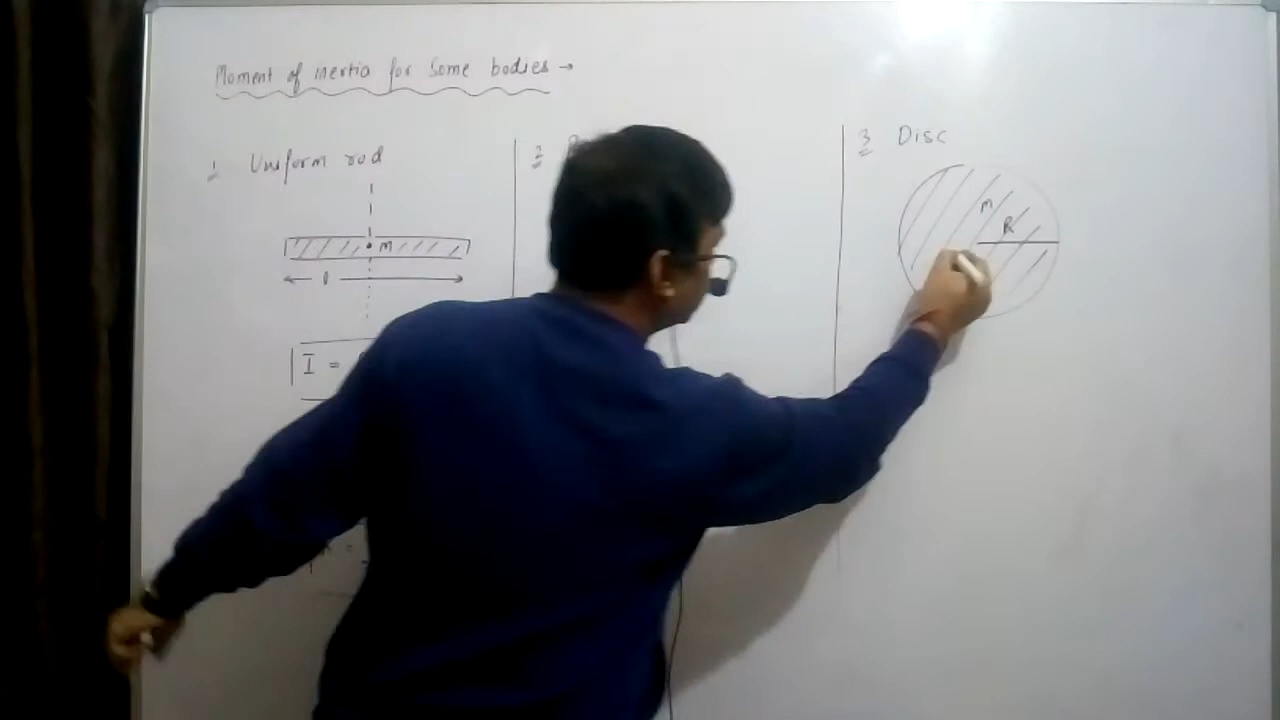 Moment of inertia for Some bodies →
1 Uniform rod
M
l
I =
=
2
3 Disc
M
R